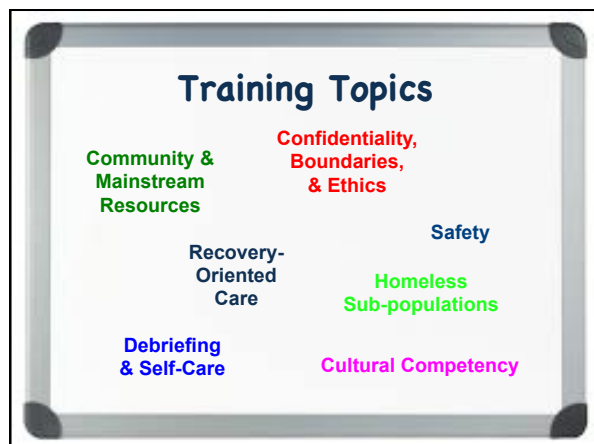 Training Topics
Confidentiality,
Boundaries,
& Ethics
Community &
Mainstream
Resources
Safety
Recovery-
Oriented
Care
Homeless
Sub-populations
Debriefing
& Self-Care
Cultural Competency